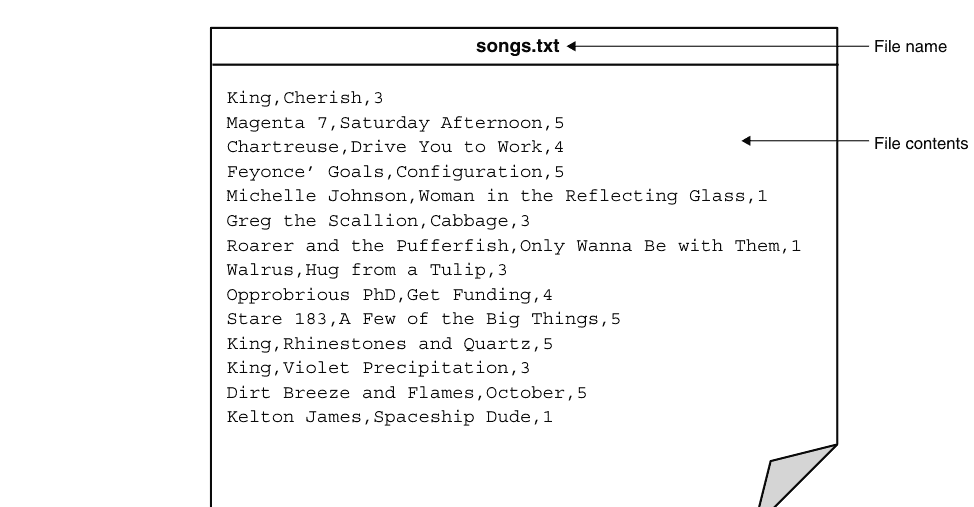 songs.txt
File name
King,Cherish,3
Magenta 7,Saturday Afternoon,5
Chartreuse,Drive You to Work,4
File contents
Feyonce’ Goals,Configuration,5
Michelle Johnson,Woman in the Reflecting Glass,1
Greg the Scallion,Cabbage,3
Roarer and the Pufferfish,Only Wanna Be with Them,1
Walrus,Hug from a Tulip,3
Opprobrious PhD,Get Funding,4
Stare 183,A Few of the Big Things,5
King,Rhinestones and Quartz,5
King,Violet Precipitation,3
Dirt Breeze and Flames,October,5
Kelton James,Spaceship Dude,1